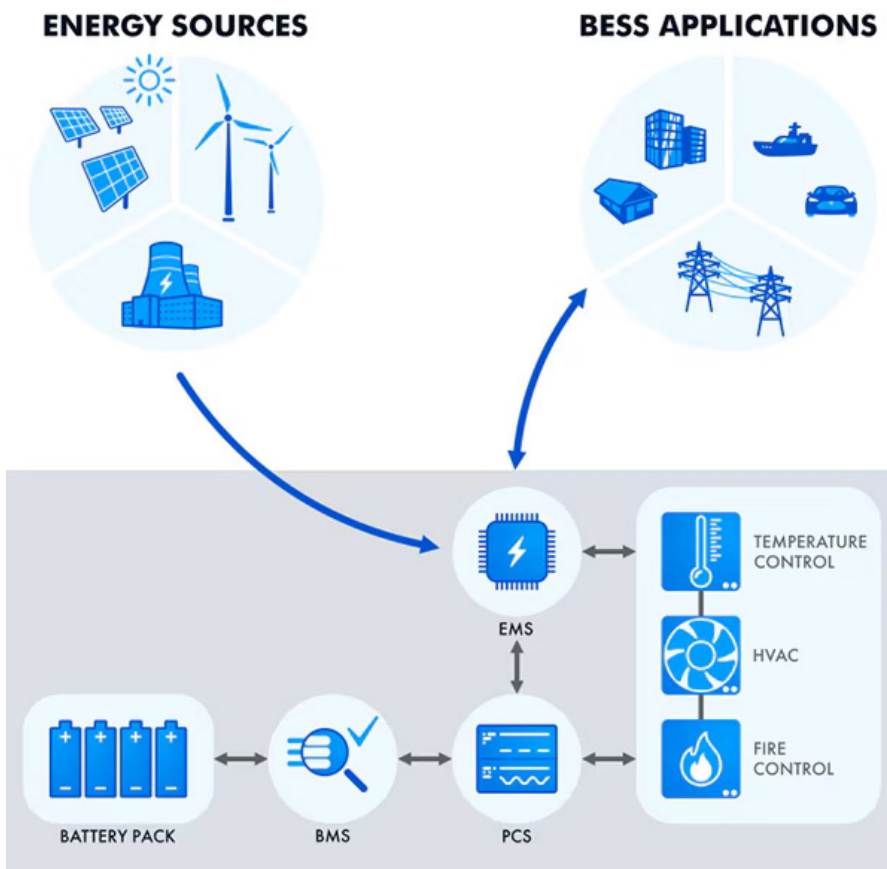 ENERGY SOURCES
BESS APPLICATIONS
EMS
TEMPERATURE
CONTROL
HVAC
FIRE
CONTROL
BATTERY PACK
BMS
PCS